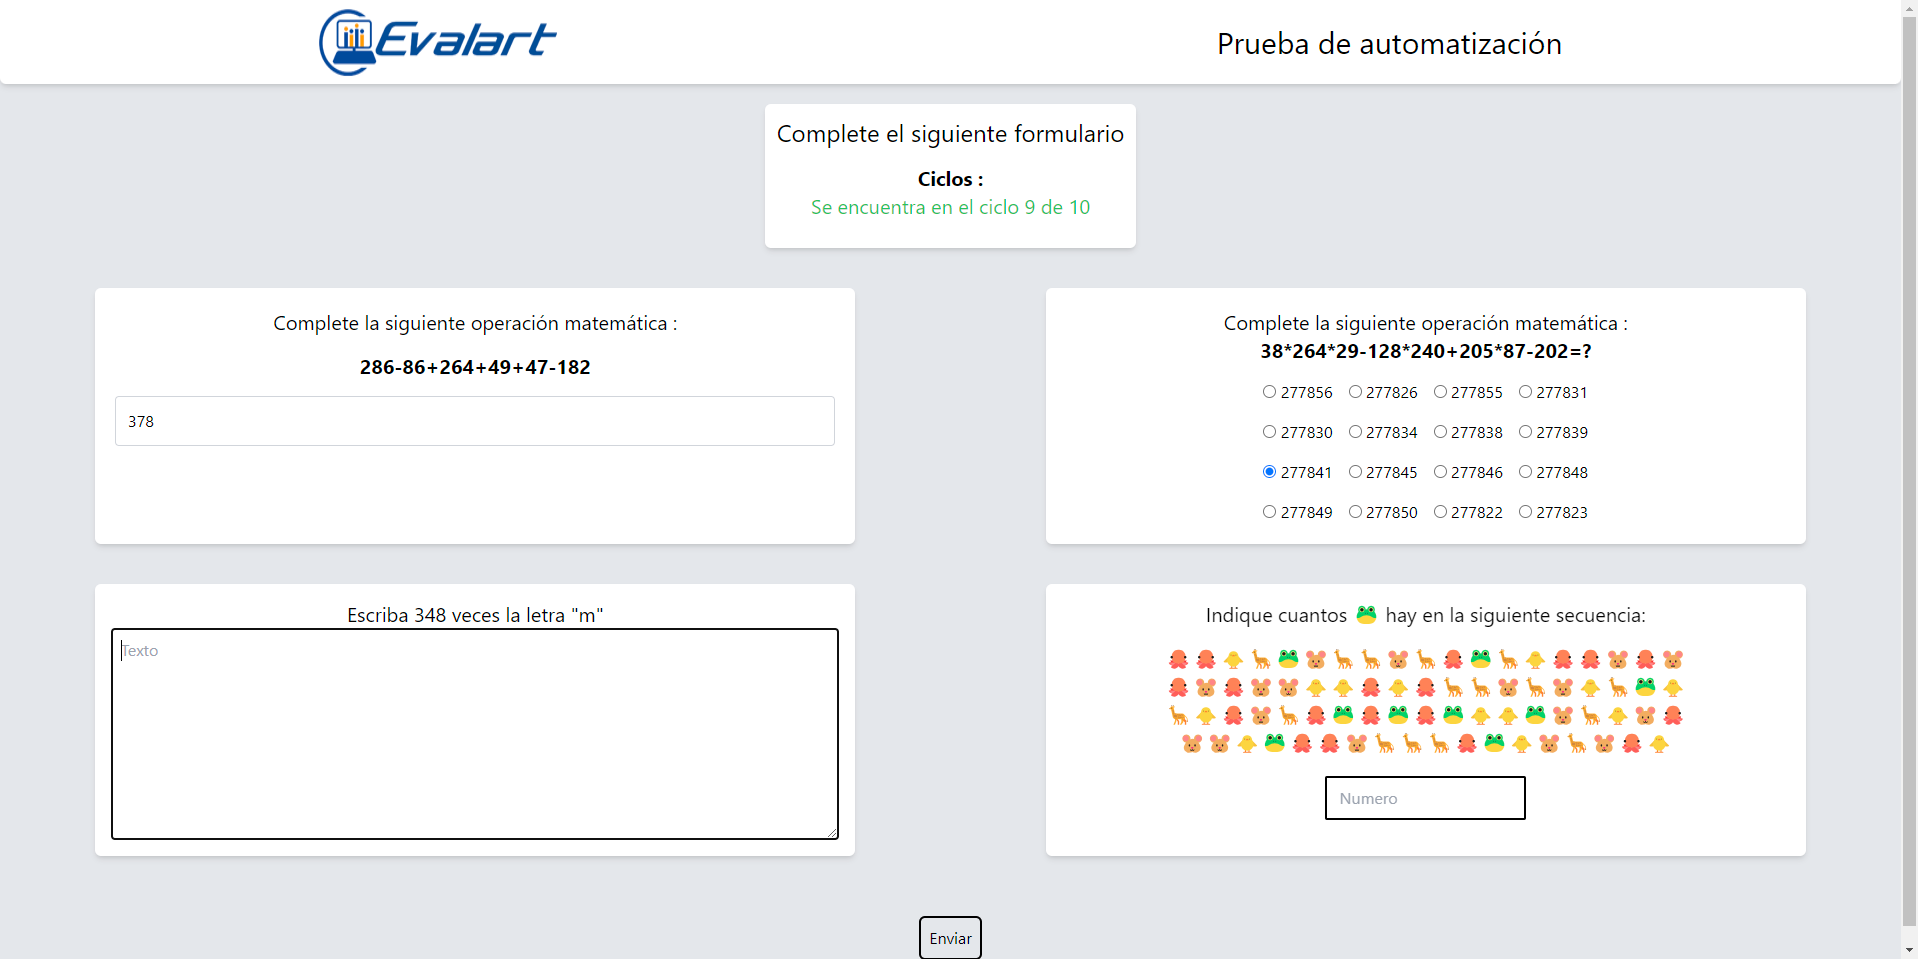 Evalart
Prueba de automatización
Complete el siguiente formulario
Ciclos :
Se encuentra en el ciclo 9 de 10
Complete la siguiente operación matemática :
286-86+264+49+47-182
378
Complete la siguiente operación matemática :
38*264*29-128*240+205*87-202=?
277856 277826 277855 277831
277830 277834 277838 277839
277841 277845 277846 277848
277849 277850 277822 277823
Escriba 348 veces la letra "m"
Texto
Indique cuantos 🐸 hay en la siguiente secuencia:
Numero
Enviar